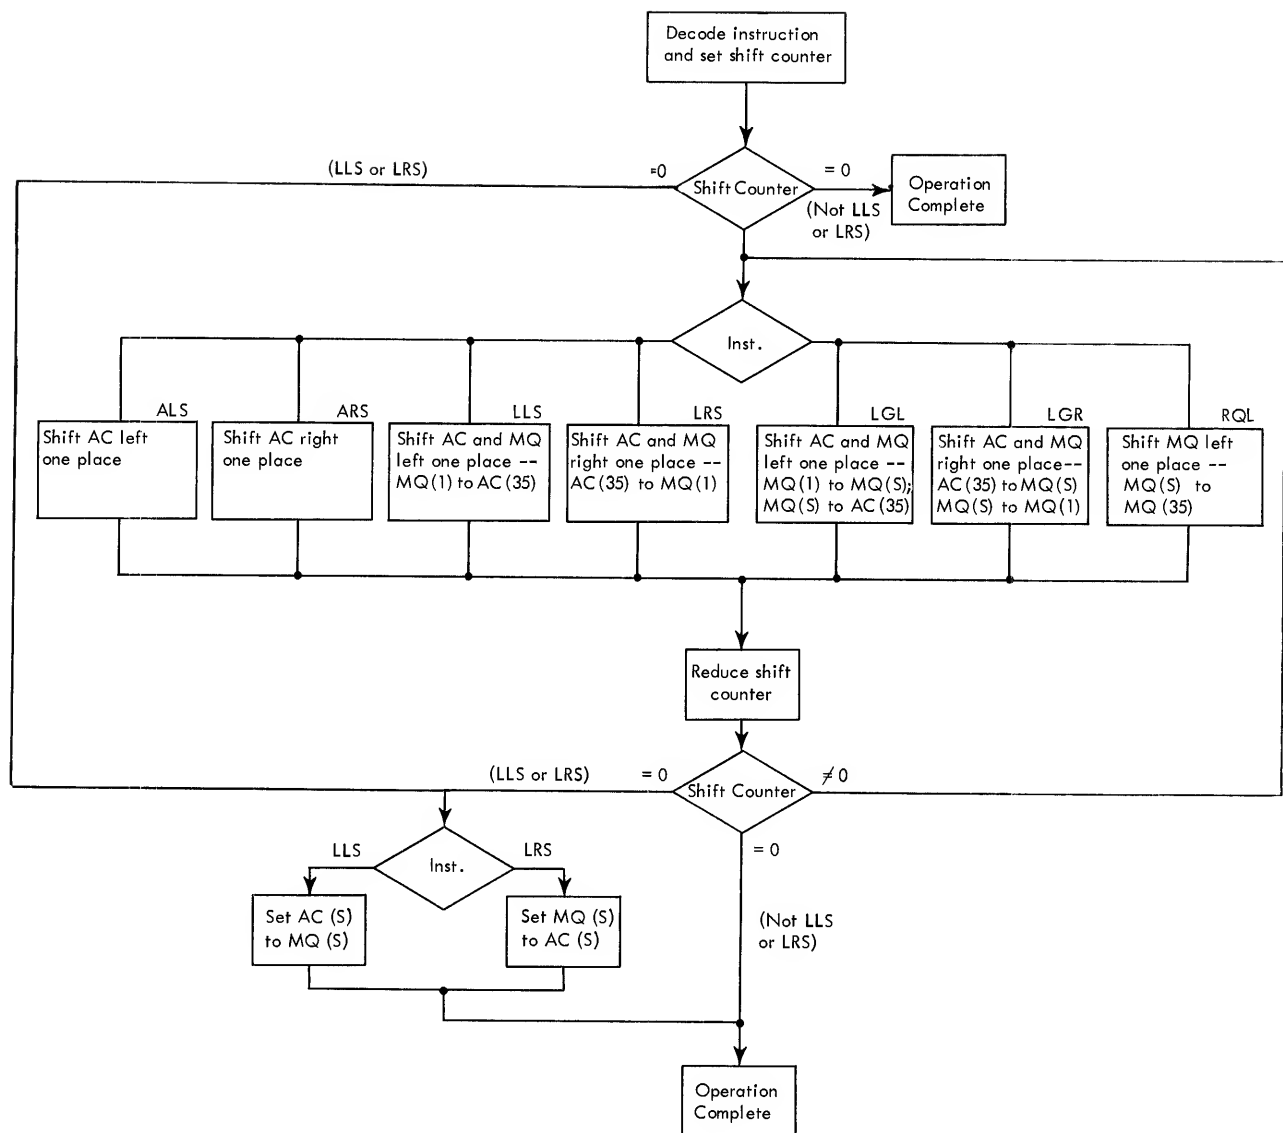 Decode instruction
and set shift counter
(LLS or LRS)
=0
Shift Counter
= 0
(Not LLS
or LRS)
Operation
Complete
Inst.
ALS
Shift AC left
one place
ARS
Shift AC right
one place
LLS
Shift AC and MQ
left one place --
MQ(1) to AC(35)
LRS
Shift AC and MQ
right one place --
AC(35) to MQ(1)
LGL
Shift AC and MQ
left one place --
MQ(1) to MQ(S);
MQ(S) to AC(35)
LGR
Shift AC and MQ
right one place--
AC(35) to MQ(S)
MQ(S) to MQ(1)
RQL
Shift MQ left
one place --
MQ(S) to
MQ (35)
Reduce shift
counter
(LLS or LRS)
= 0
Shift Counter
≠0
= 0
(Not LLS
or LRS)
LLS
Inst.
LRS
Set AC (S)
to MQ (S)
Set MQ (S)
to AC (S)
Operation
Complete